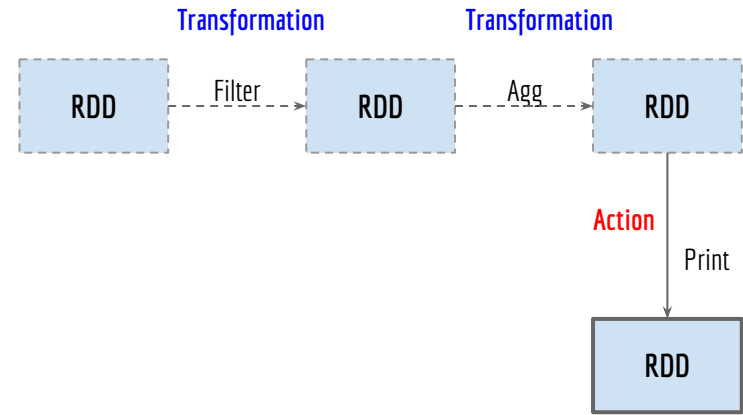 Transformation
Transformation
RDD
Filter
RDD
Agg
RDD
Action
Print
RDD